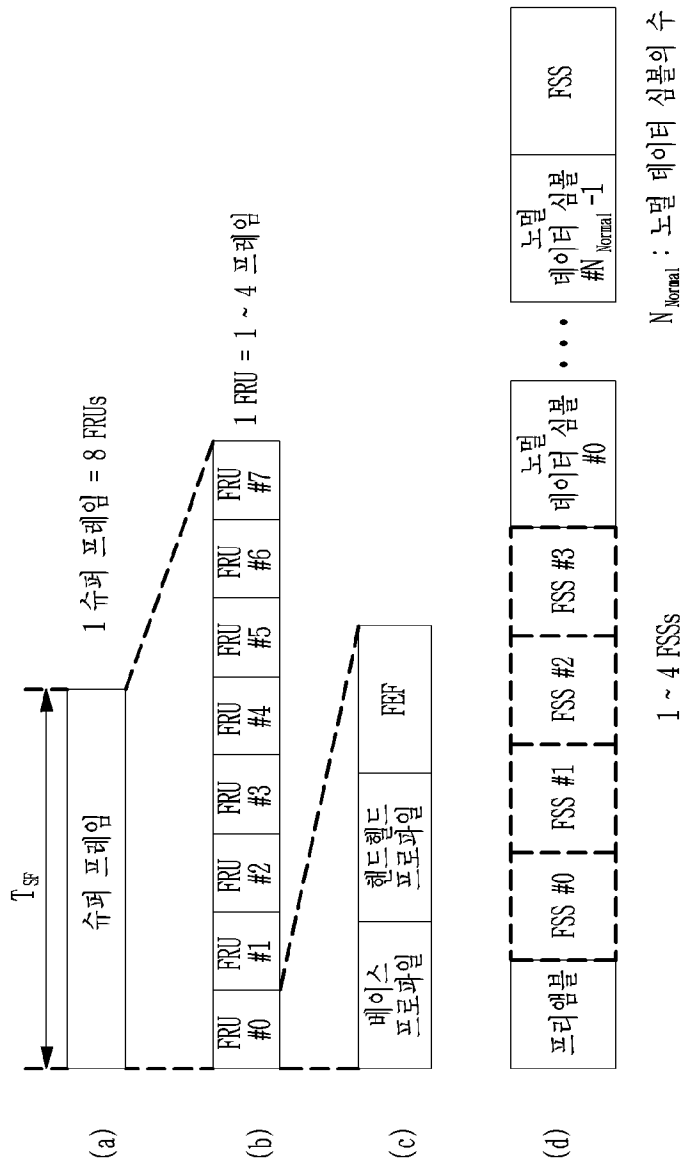 (a)
T_SF
슈퍼 프레임
1 슈퍼 프레임 = 8 FRUs
(b)
FRU
#0
FRU
#1
FRU
#2
FRU
#3
FRU
#4
FRU
#5
FRU
#6
FRU
#7
1 FRU = 1 ~ 4 프레임
(c)
베이스
프로파일
핸드헬드
프로파일
FEF
(d)
프리앰블
FSS #0
FSS #1
FSS #2
FSS #3
노멀
데이터 심볼
#0
• • •
노멀
데이터 심볼
#N_Normal -1
FSS
1 ~ 4 FSSs
N_Normal : 노멀 데이터 심볼의 수